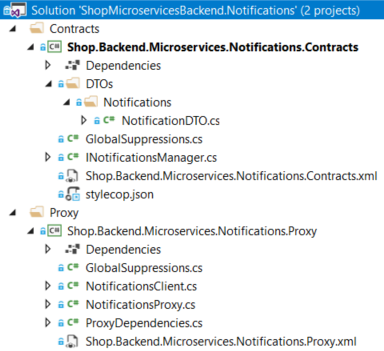 Solution 'ShopMicroservicesBackend.Notifications' (2 projects)
Contracts
C# Shop.Backend.Microservices.Notifications.Contracts
Dependencies
DTOs
Notifications
C# NotificationDTO.cs
C# GlobalSuppressions.cs
C# INotificationsManager.cs
Shop.Backend.Microservices.Notifications.Contracts.xml
stylecop.json
Proxy
C# Shop.Backend.Microservices.Notifications.Proxy
Dependencies
C# GlobalSuppressions.cs
C# NotificationsClient.cs
C# NotificationsProxy.cs
C# ProxyDependencies.cs
Shop.Backend.Microservices.Notifications.Proxy.xml